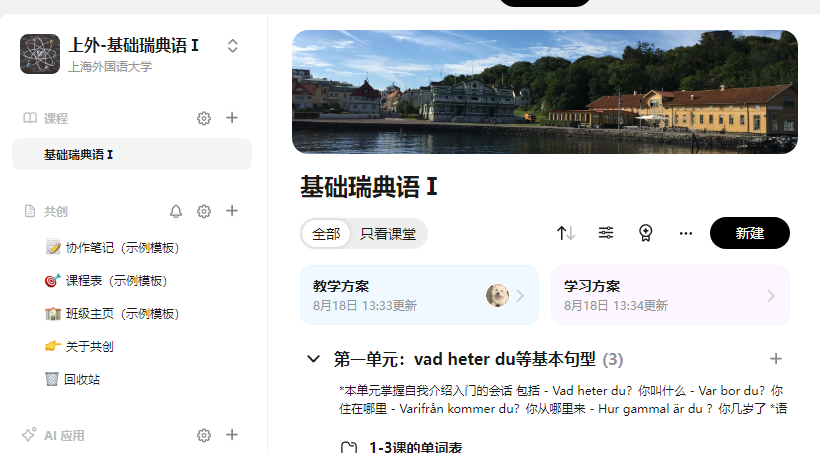 上外-基础瑞典语 I
上海外国语大学
课程
基础瑞典语 I
共创
协作笔记（示例模板）
课程表（示例模板）
班级主页（示例模板）
关于共创
回收站
AI 应用
基础瑞典语 I
全部
只看课堂
新建
教学方案
8月18日 13:33更新
学习方案
8月18日 13:34更新
第一单元：vad heter du等基本句型 (3)
*本单元掌握自我介绍入门的会话 包括 - Vad heter du？你叫什么 - Var bor du？你
住在哪里 - Varifrån kommer du？你从哪里来 - Hur gammal är du ？你几岁了 *语
1-3课的单词表